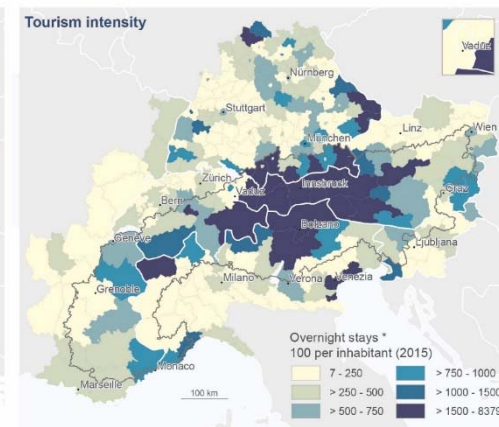 Tourism intensity
Vaduz
Nürnberg
Stuttgart
München
Linz
Wien
Zürich
Vaduz
Innsbruck
Graz
Bern
Bolzano
Genève
Ljubljana
Milano
Verona
Venezia
Grenoble
Monaco
Marseille
100 km
Overnight stays *
100 per inhabitant (2015)
7 - 250
> 250 - 500
> 500 - 750
> 750 - 1000
> 1000 - 1500
> 1500 - 8379